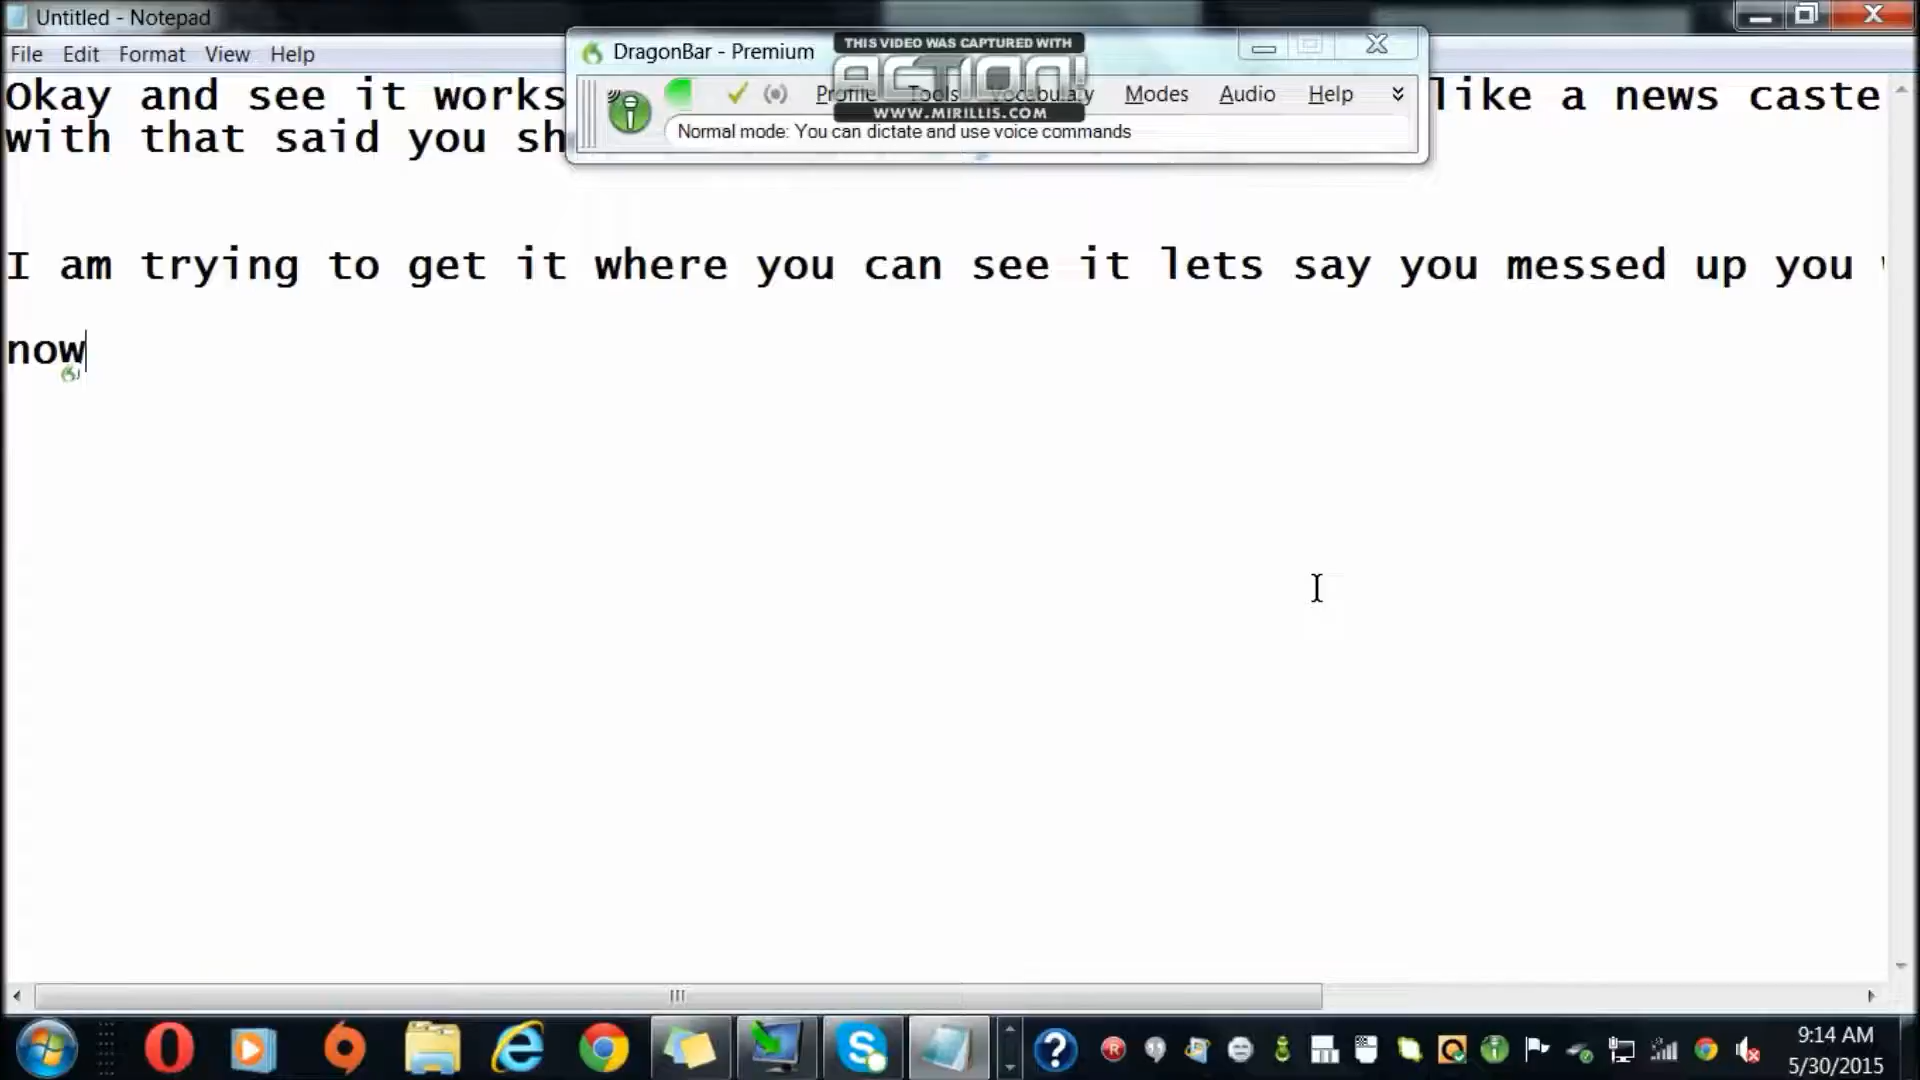 Untitled - Notepad
File Edit Format View Help
DragonBar - Premium
THIS VIDEO WAS CAPTURED WITH
ACTION!
WWW.MIRILLIS.COM
Profile Tools Vocabulary Modes Audio Help
Normal mode: You can dictate and use voice commands
Okay and see it works like a news caste
with that said you sh
I am trying to get it where you can see it lets say you messed up you
now
9:14 AM
5/30/2015